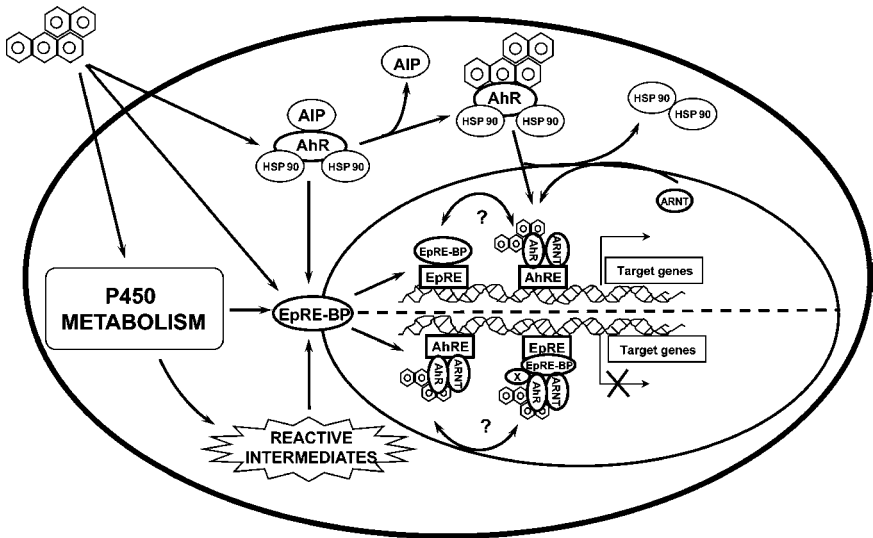 AIP
AIP
AhR
HSP 90
HSP 90
AhR
HSP 90
HSP 90
HSP 90
HSP 90
ARNT
?
EpRE-BP
EpRE
AhR
ARNT
AhRE
Target genes
P450
METABOLISM
EpRE-BP
AhRE
AhR
ARNT
EpRE
EpRE-BP
X
AhR
ARNT
Target genes
?
REACTIVE
INTERMEDIATES